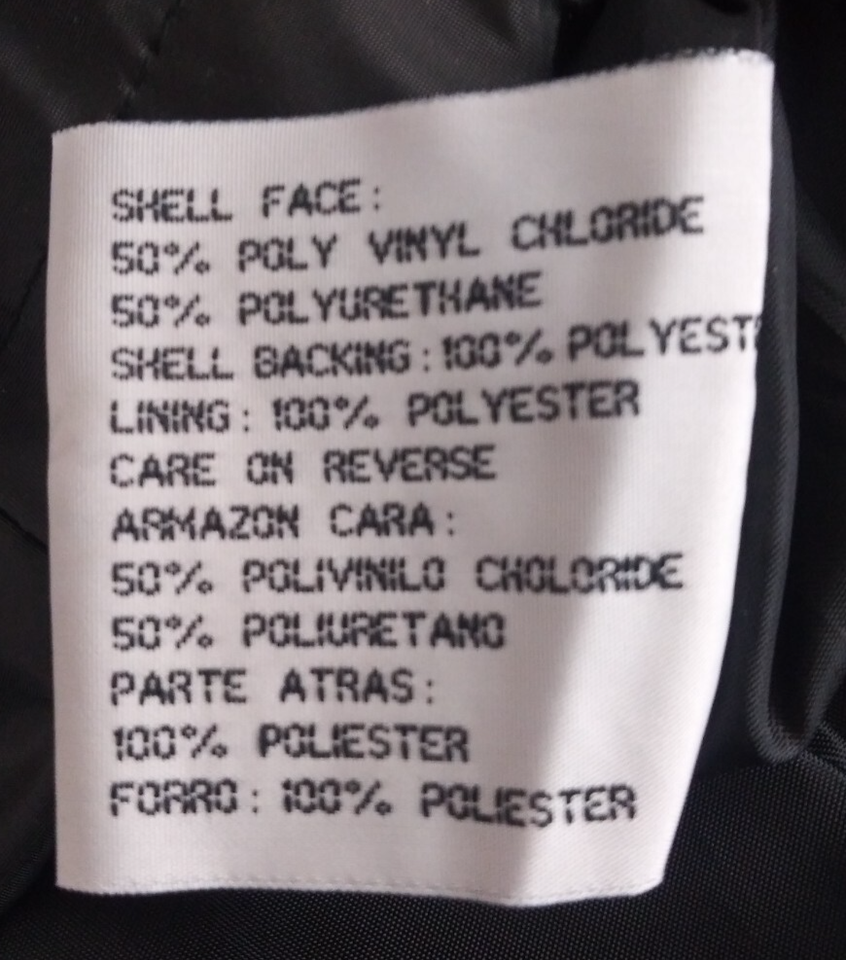 SHELL FACE:
50% POLY VINYL CHLORIDE
50% POLYURETHANE
SHELL BACKING:100% POLYESTE
LINING: 100% POLYESTER
CARE ON REVERSE
ARMAZON CARA:
50% POLIVINILO CHOLORIDE
50% POLIURETANO
PARTE ATRAS:
100% POLIESTER
FORRO: 100% POLIESTER